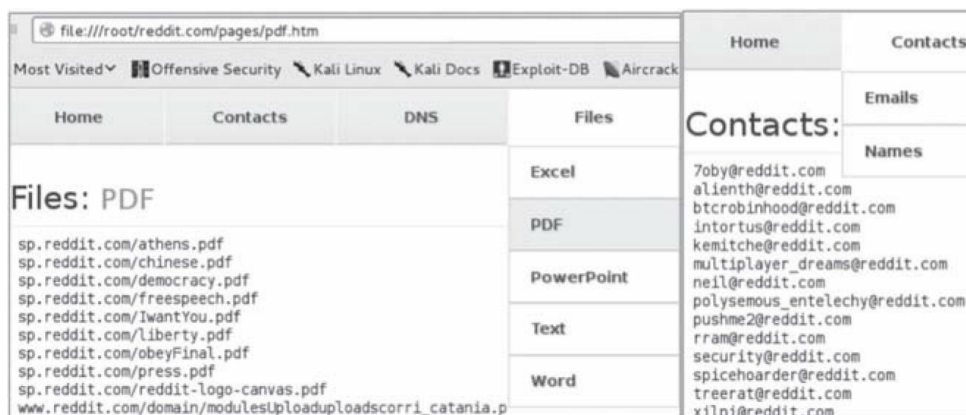 file:///root/reddit.com/pages/pdf.htm
Most Visited Offensive Security Kali Linux Kali Docs Exploit-DB Aircrack
Home Contacts DNS Files
Excel
PDF
PowerPoint
Text
Word
Files: PDF
sp.reddit.com/athens.pdf
sp.reddit.com/chinese.pdf
sp.reddit.com/democracy.pdf
sp.reddit.com/freespeech.pdf
sp.reddit.com/IwantYou.pdf
sp.reddit.com/liberty.pdf
sp.reddit.com/obeyFinal.pdf
sp.reddit.com/press.pdf
sp.reddit.com/reddit-logo-canvas.pdf
www.reddit.com/domain/modulesUploaduploadscorri_catania.p
Home Contacts
Emails
Names
Contacts:
7oby@reddit.com
alienth@reddit.com
btcrobinhood@reddit.com
intortus@reddit.com
kemitche@reddit.com
multiplayer_dreams@reddit.com
neil@reddit.com
polysemous_entelechy@reddit.com
pushme2@reddit.com
rram@reddit.com
security@reddit.com
spicehoarder@reddit.com
treerat@reddit.com
xilpi@reddit.com